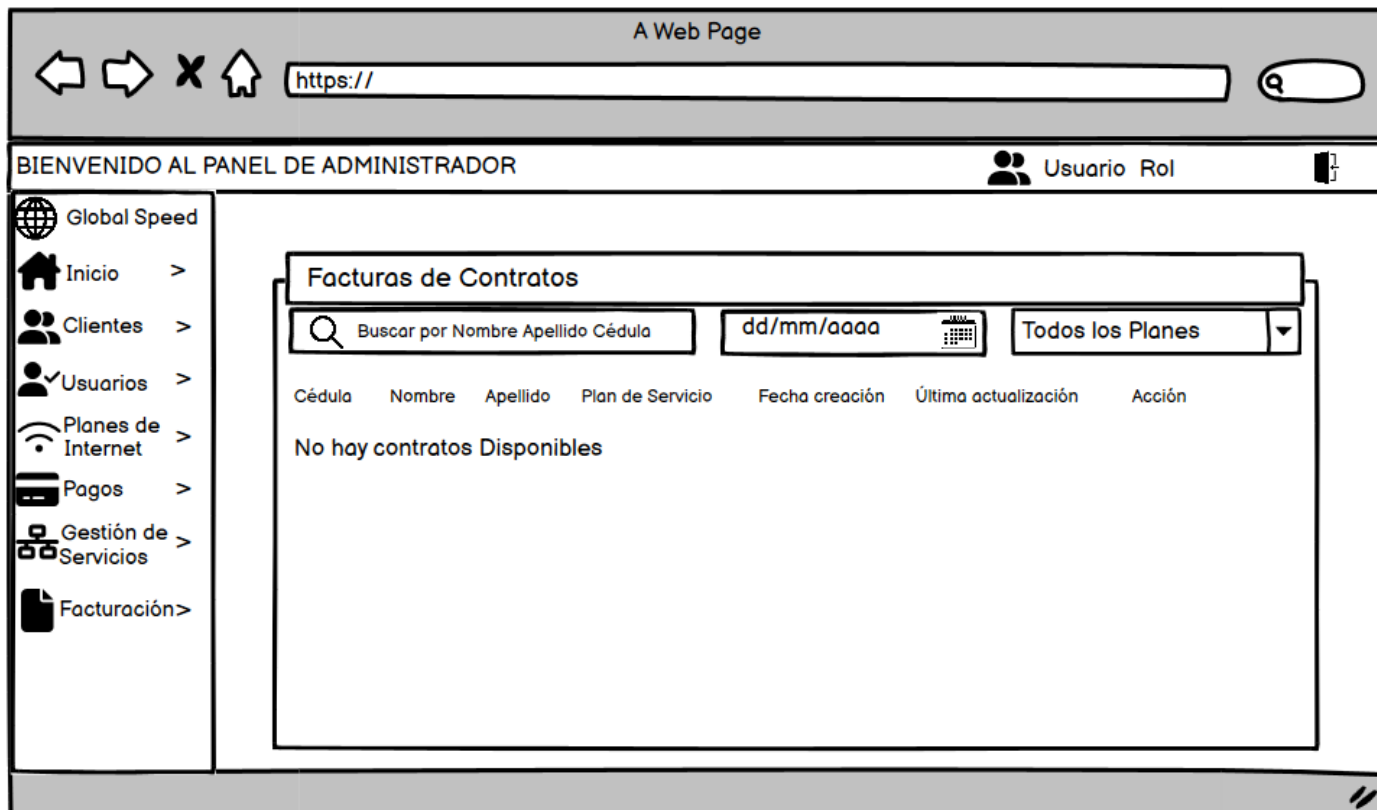 A Web Page
https://
BIENVENIDO AL PANEL DE ADMINISTRADOR
Usuario Rol
Global Speed
Inicio >
Clientes >
Usuarios >
Planes de
Internet >
Pagos >
Gestión de
Servicios >
Facturación>
Facturas de Contratos
Buscar por Nombre Apellido Cédula
dd/mm/aaaa
Todos los Planes
Cédula Nombre Apellido Plan de Servicio Fecha creación Última actualización Acción
No hay contratos Disponibles